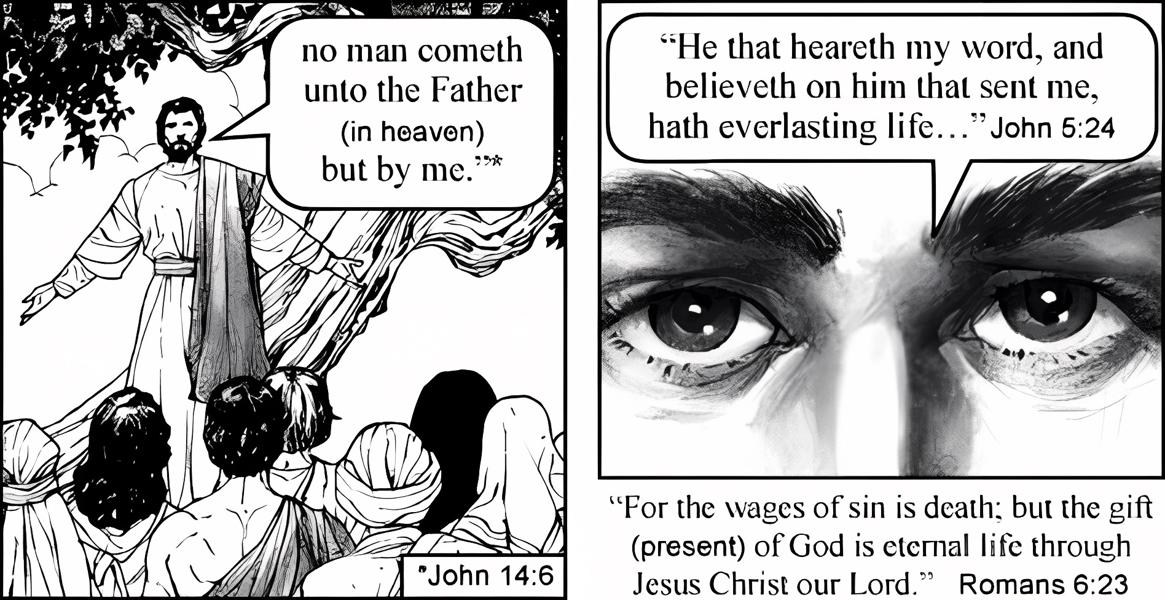 no man cometh
unto the Father
(in heaven)
but by me.”*
*John 14:6
“He that heareth my word, and
believeth on him that sent me,
hath everlasting life...” John 5:24
“For the wages of sin is death; but the gift
(present) of God is eternal life through
Jesus Christ our Lord.” Romans 6:23